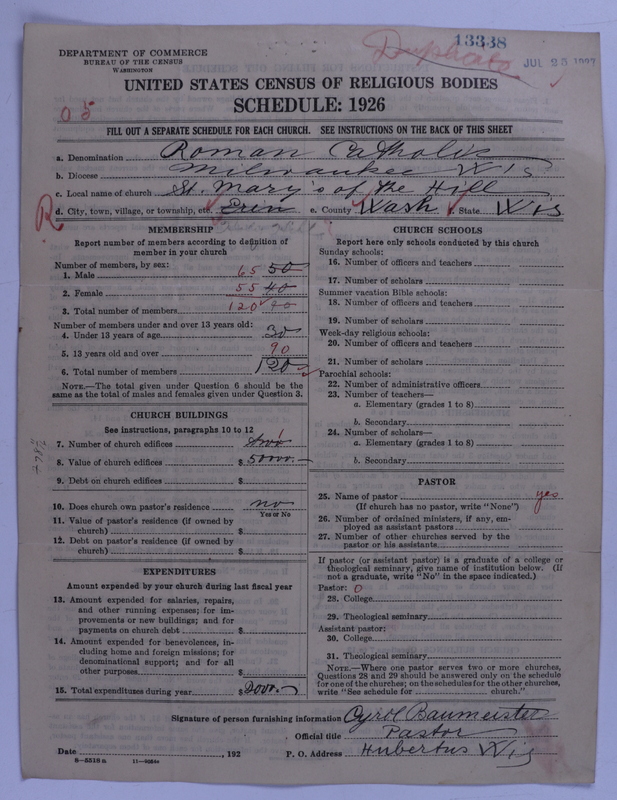 13338
Duplicate
JUL 25 1927
DEPARTMENT OF COMMERCE
BUREAU OF THE CENSUS
WASHINGTON
UNITED STATES CENSUS OF RELIGIOUS BODIES
SCHEDULE: 1926
05
FILL OUT A SEPARATE SCHEDULE FOR EACH CHURCH. SEE INSTRUCTIONS ON THE BACK OF THIS SHEET
a. Denomination Roman Catholic
b. Diocese Milwaukee Wis
c. Local name of church St. Mary's of the Hill
d. City, town, village, or township, etc. Erin e. County Wash f. State Wis
R
MEMBERSHIP
Report number of members according to definition of
member in your church
Number of members, by sex:
1. Male 65 50
2. Female 55 40
3. Total number of members 120 90
Number of members under and over 13 years old:
4. Under 13 years of age 30
5. 13 years old and over 90
6. Total number of members 120
NOTE.—The total given under Question 6 should be the
same as the total of males and females given under Question 3.
CHURCH BUILDINGS
See instructions, paragraphs 10 to 12
7. Number of church edifices 1
8. Value of church edifices $ 50000.—
9. Debt on church edifices $
10. Does church own pastor's residence no
Yes or No
11. Value of pastor's residence (if owned by
church) $
12. Debt on pastor's residence (if owned by
church) $
EXPENDITURES
Amount expended by your church during last fiscal year
13. Amount expended for salaries, repairs,
and other running expenses; for im-
provements or new buildings; and for
payments on church debt $
14. Amount expended for benevolences, in-
cluding home and foreign missions; for
denominational support; and for all
other purposes $
15. Total expenditures during year $ 2000.—
CHURCH SCHOOLS
Report here only schools conducted by this church
Sunday schools:
16. Number of officers and teachers
17. Number of scholars
Summer vacation Bible schools:
18. Number of officers and teachers
19. Number of scholars
Week-day religious schools:
20. Number of officers and teachers
21. Number of scholars
Parochial schools:
22. Number of administrative officers
23. Number of teachers—
a. Elementary (grades 1 to 8)
b. Secondary
24. Number of scholars—
a. Elementary (grades 1 to 8)
b. Secondary
PASTOR
25. Name of pastor yes
(If church has no pastor, write "None")
26. Number of ordained ministers, if any, em-
ployed as assistant pastors
27. Number of other churches served by the
pastor or his assistants
If pastor (or assistant pastor) is a graduate of a college or
theological seminary, give name of institution below. (If
not a graduate, write "No" in the space indicated.)
Pastor: 0
28. College
29. Theological seminary
Assistant pastor:
30. College
31. Theological seminary
NOTE.—Where one pastor serves two or more churches,
Questions 28 and 29 should be answered only on the schedule
for one of the churches; on the schedules for the other churches,
write "See schedule for church."
Signature of person furnishing information Cyril Baumeister
Official title Pastor
Date , 192 P. O. Address Hubertus Wis
8—5519 a 11—9054a